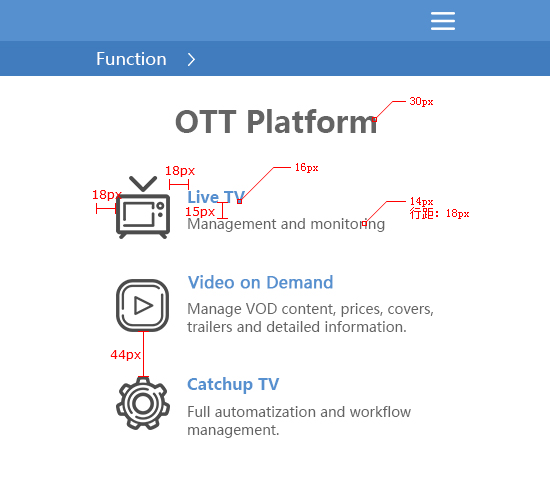 Function
OTT Platform
30px
18px
16px
18px
Live TV
15px
14px
行距：18px
Management and monitoring
Video on Demand
Manage VOD content, prices, covers,
trailers and detailed information.
44px
Catchup TV
Full automatization and workflow
management.